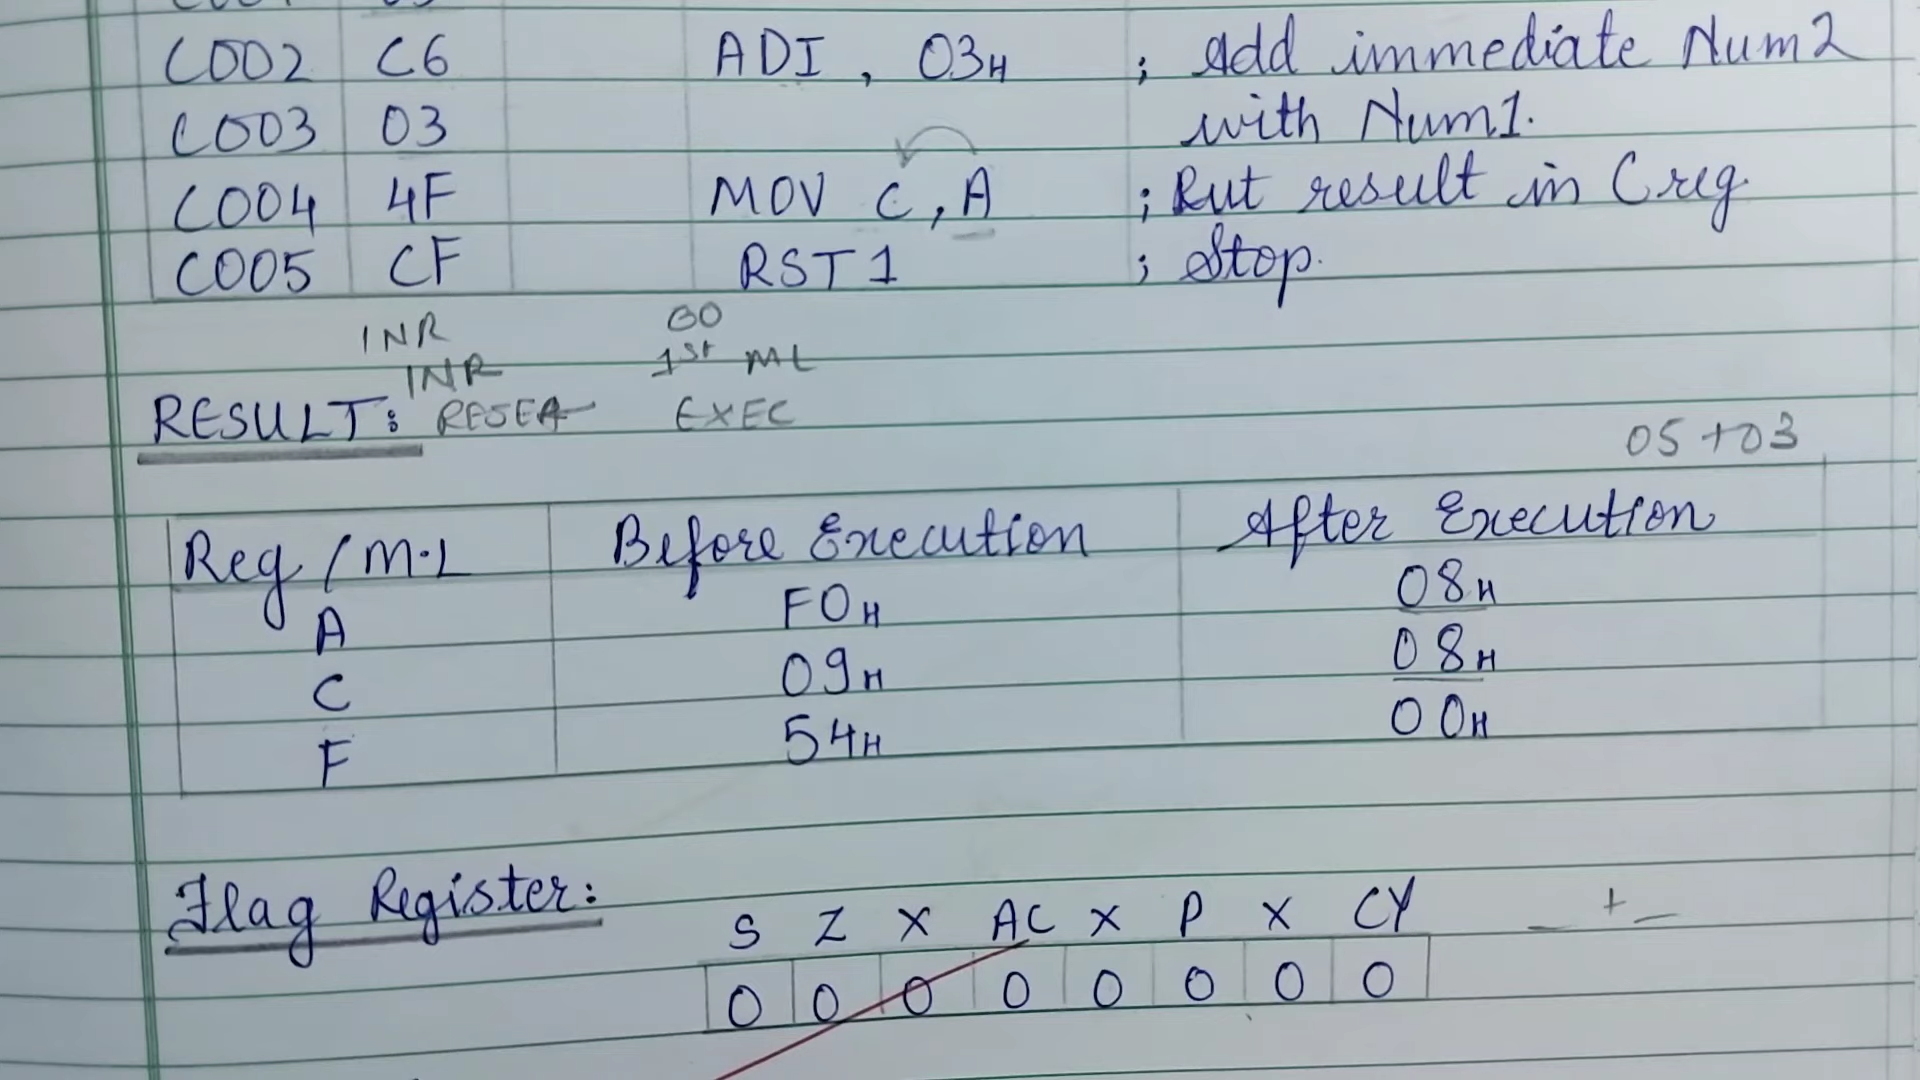 C002 C6 ADI, 03H ; Add immediate Num2
C003 03 with Num1.
C004 4F MOV C, A ; Put result in C reg.
C005 CF RST 1 ; Stop.
INR GO
INR 1st ML
RESULT: EXEC
05 + 03
Reg / M.L Before Execution After Execution
A F0H 08H
C 09H 08H
F 54H 00H
Flag Register:
S Z X AC X P X CY _ + _
0 0 0 0 0 0 0 0